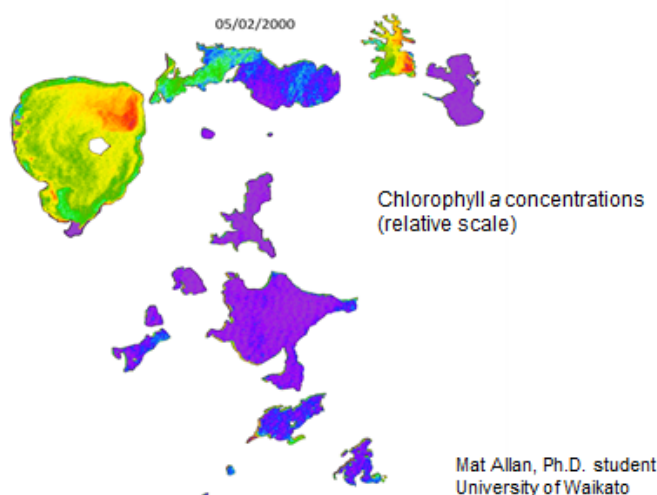 05/02/2000
Chlorophyll a concentrations
(relative scale)
Mat Allan, Ph.D. student
University of Waikato